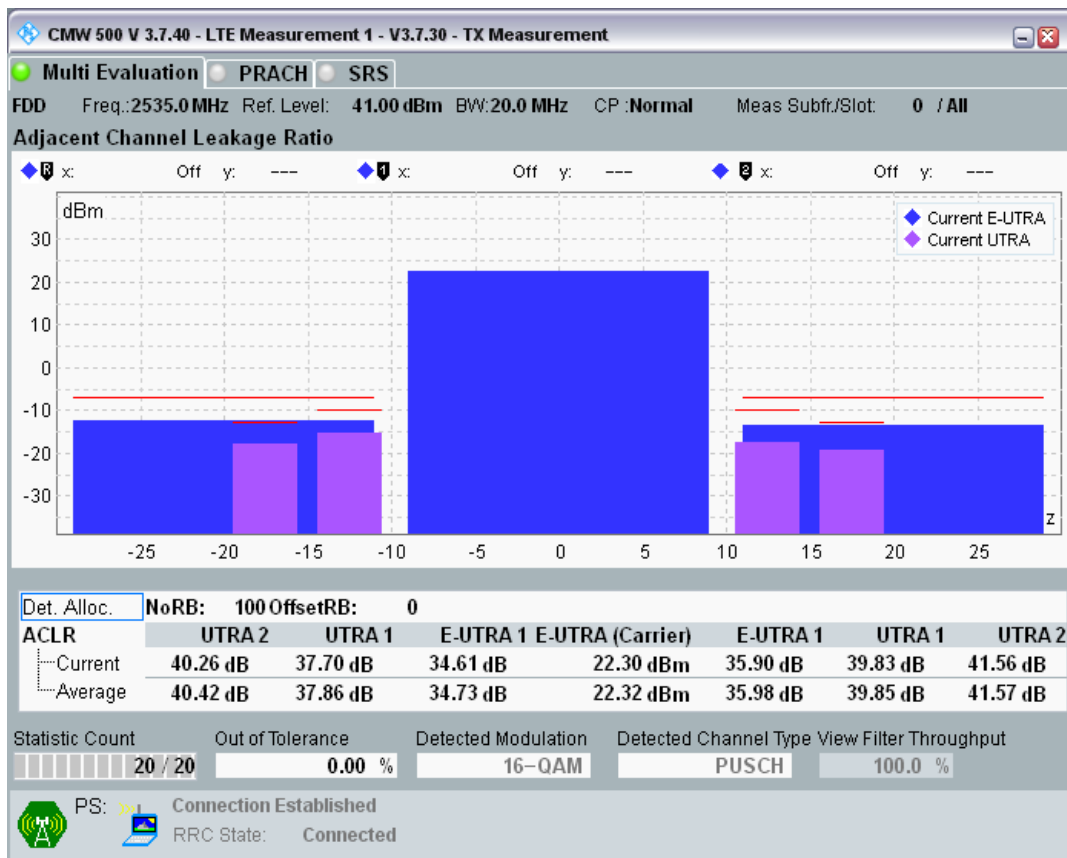 CMW 500 V 3.7.40 - LTE Measurement 1 - V3.7.30 - TX Measurement
Multi Evaluation PRACH SRS
FDD Freq.:2535.0 MHz Ref. Level: 41.00 dBm BW:20.0 MHz CP :Normal Meas Subfr./Slot: 0 / All
Adjacent Channel Leakage Ratio
R x: Off y: --- 1 x: Off y: --- 2 x: Off y: ---
dBm
Current E-UTRA
Current UTRA
30
20
10
0
-10
-20
-30
z
-25 -20 -15 -10 -5 0 5 10 15 20 25
Det. Alloc. NoRB: 100 OffsetRB: 0
ACLR UTRA 2 UTRA 1 E-UTRA 1 E-UTRA (Carrier) E-UTRA 1 UTRA 1 UTRA 2
Current 40.26 dB 37.70 dB 34.61 dB 22.30 dBm 35.90 dB 39.83 dB 41.56 dB
Average 40.42 dB 37.86 dB 34.73 dB 22.32 dBm 35.98 dB 39.85 dB 41.57 dB
Statistic Count Out of Tolerance Detected Modulation Detected Channel Type View Filter Throughput
20 / 20 0.00 % 16-QAM PUSCH 100.0 %
PS: Connection Established
RRC State: Connected